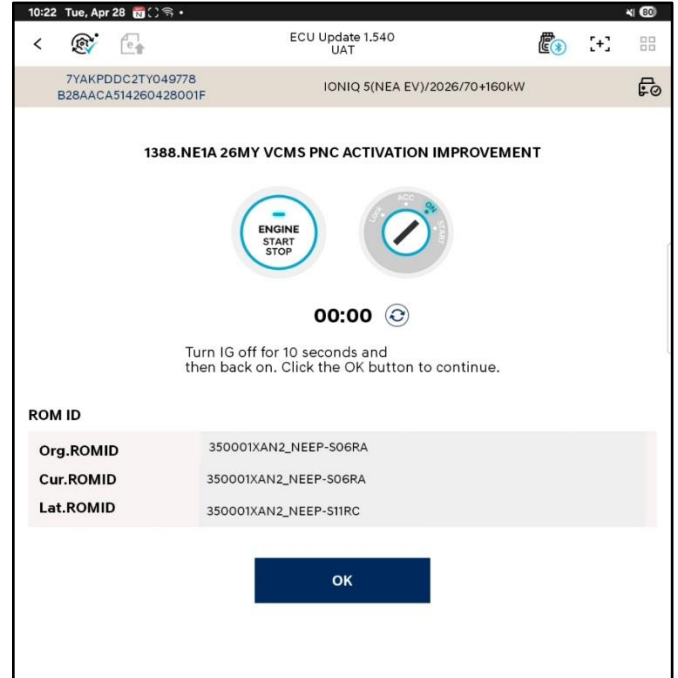 10:22 Tue, Apr 28
80
ECU Update 1.540
UAT
7YAKPDDC2TY049778
B28AACA514260428001F
IONIQ 5(NEA EV)/2026/70+160kW
1388.NE1A 26MY VCMS PNC ACTIVATION IMPROVEMENT
ENGINE
START
STOP
Lock
ACC
ON
START
00:00
Turn IG off for 10 seconds and
then back on. Click the OK button to continue.
ROM ID
Org.ROMID 350001XAN2_NEEP-S06RA
Cur.ROMID 350001XAN2_NEEP-S06RA
Lat.ROMID 350001XAN2_NEEP-S11RC
OK